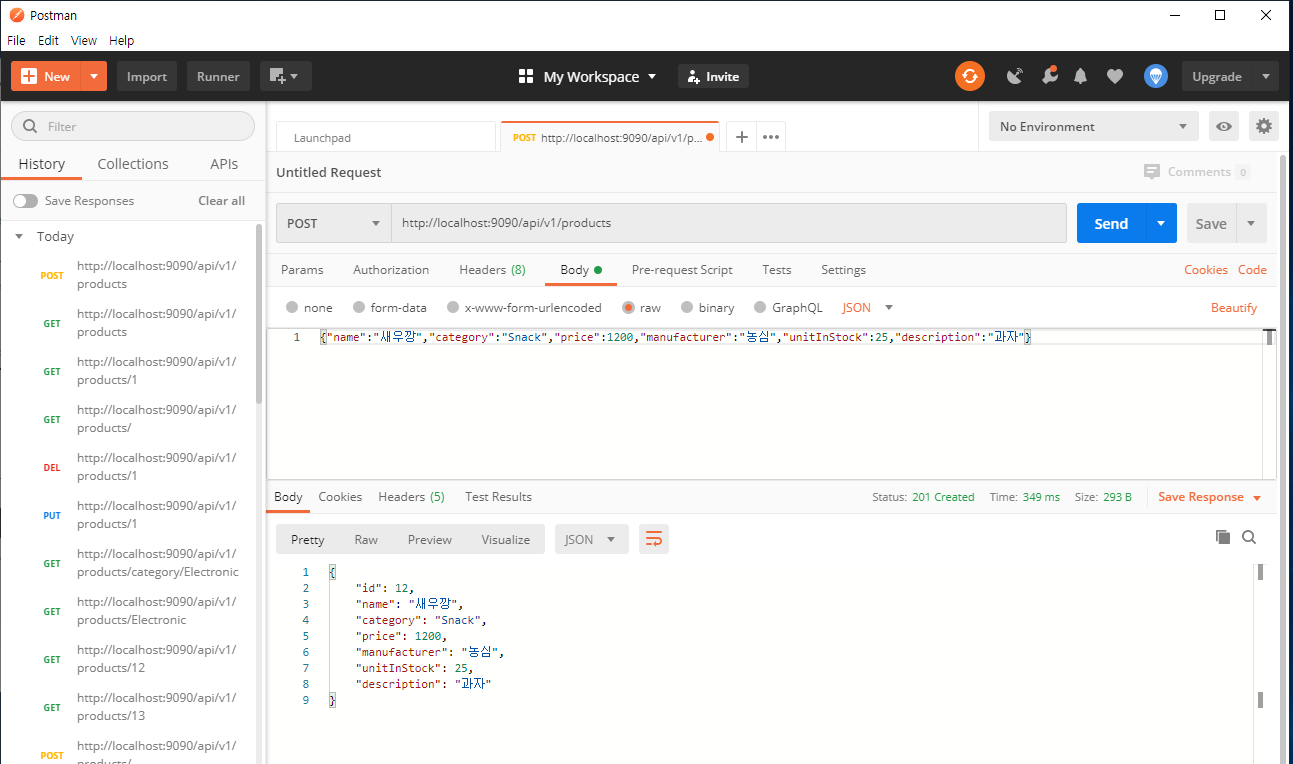 Postman
File Edit View Help
New Import Runner My Workspace Invite Upgrade
Filter
History Collections APIs
Save Responses Clear all
Today
POST http://localhost:9090/api/v1/
products
GET http://localhost:9090/api/v1/
products
GET http://localhost:9090/api/v1/
products/1
GET http://localhost:9090/api/v1/
products/
DEL http://localhost:9090/api/v1/
products/1
PUT http://localhost:9090/api/v1/
products/1
GET http://localhost:9090/api/v1/
products/category/Electronic
GET http://localhost:9090/api/v1/
products/Electronic
GET http://localhost:9090/api/v1/
products/12
GET http://localhost:9090/api/v1/
products/13
POST http://localhost:9090/api/v1/
products/
Launchpad POST http://localhost:9090/api/v1/p... No Environment
Untitled Request Comments 0
POST http://localhost:9090/api/v1/products Send Save
Params Authorization Headers (8) Body Pre-request Script Tests Settings Cookies Code
none form-data x-www-form-urlencoded raw binary GraphQL JSON Beautify
1 {"name":"새우깡","category":"Snack","price":1200,"manufacturer":"농심","unitInStock":25,"description":"과자"}
Body Cookies Headers (5) Test Results Status: 201 Created Time: 349 ms Size: 293 B Save Response
Pretty Raw Preview Visualize JSON
1 {
2 "id": 12,
3 "name": "새우깡",
4 "category": "Snack",
5 "price": 1200,
6 "manufacturer": "농심",
7 "unitInStock": 25,
8 "description": "과자"
9 }